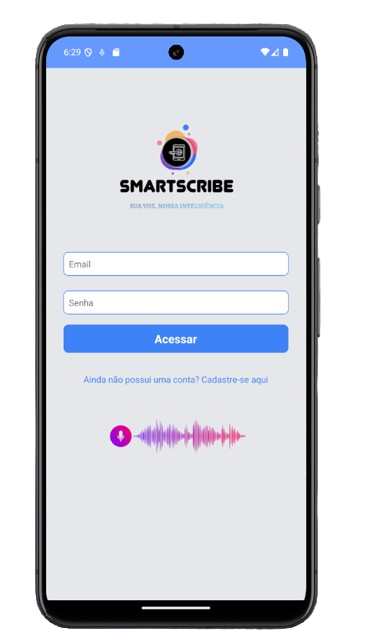 6:29
SMARTSCRIBE
SUA VOZ, NOSSA INTELIGÊNCIA
Email
Senha
Acessar
Ainda não possui uma conta? Cadastre-se aqui